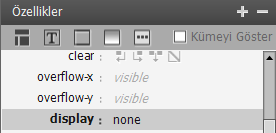 Özellikler
T Kümeyi Göster
clear :
overflow-x : visible
overflow-y : visible
display : none